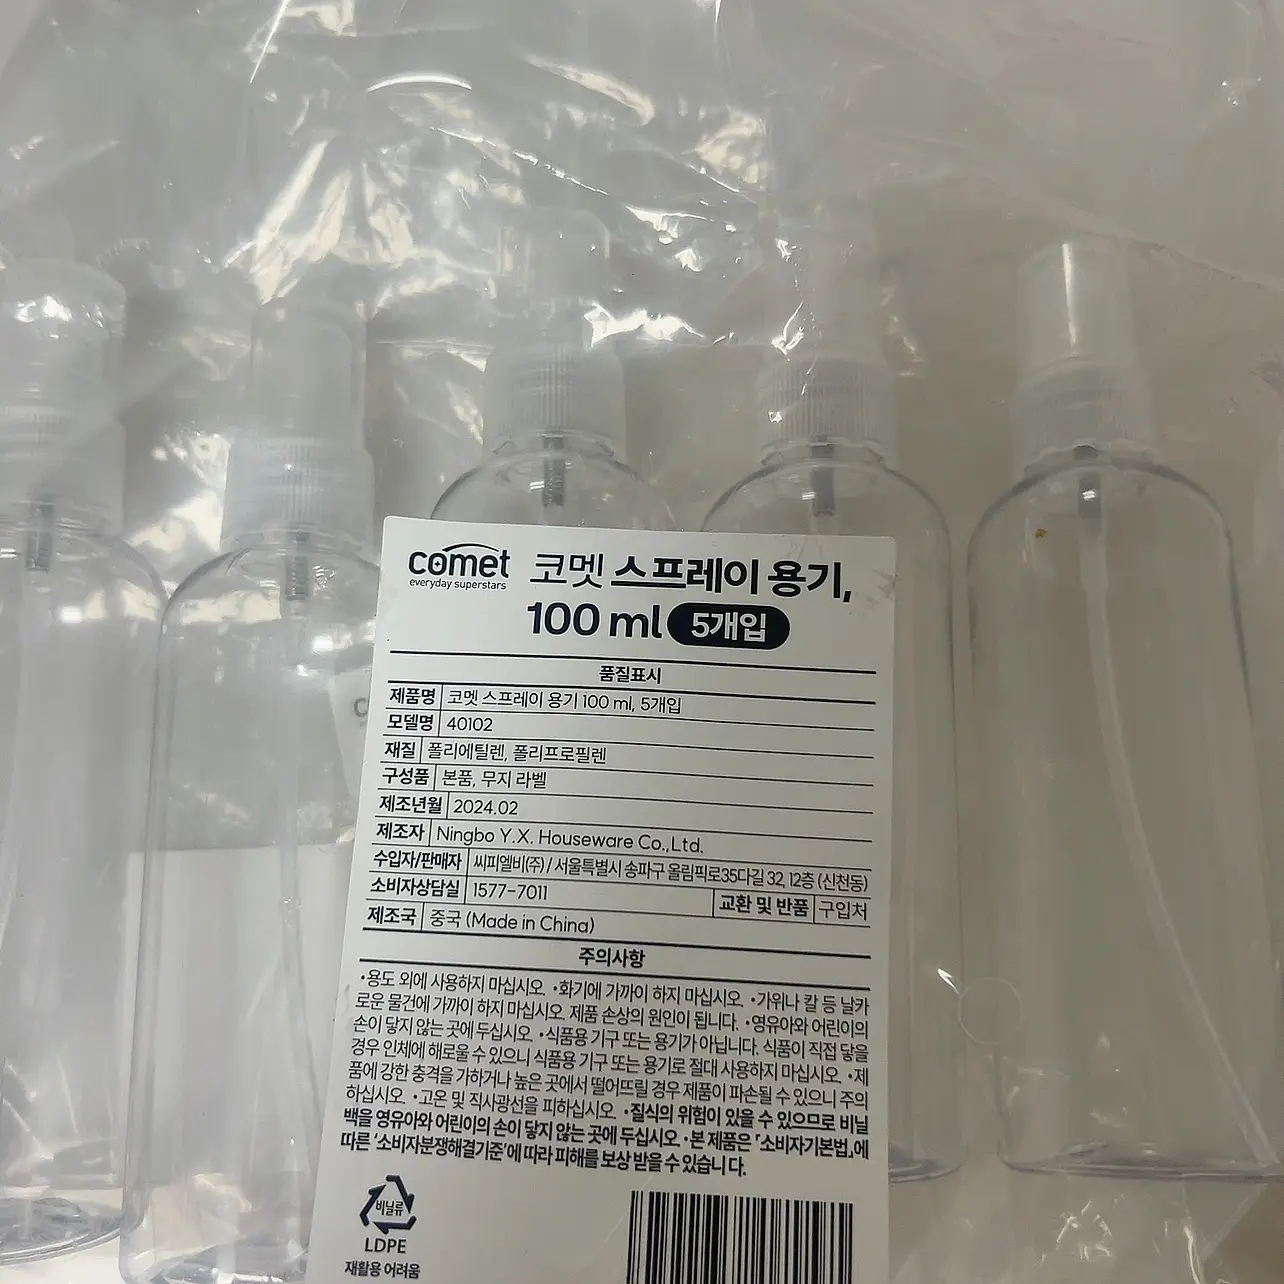 comet
everyday superstars
코멧 스프레이 용기,
100 ml 5개입
품질표시
제품명 코멧 스프레이 용기 100 ml, 5개입
모델명 40102
재질 폴리에틸렌, 폴리프로필렌
구성품 본품, 무지 라벨
제조년월 2024.02
제조자 Ningbo Y.X. Houseware Co.,Ltd.
수입자/판매자 씨피엘비(주) / 서울특별시 송파구 올림픽로35다길 32, 12층 (신천동)
소비자상담실 1577-7011 교환 및 반품 구입처
제조국 중국 (Made in China)
주의사항
•용도 외에 사용하지 마십시오. •화기에 가까이 하지 마십시오. •가위나 칼 등 날카
로운 물건에 가까이 하지 마십시오. 제품 손상의 원인이 됩니다. •영유아와 어린이의
손이 닿지 않는 곳에 두십시오. •식품용 기구 또는 용기가 아닙니다. 식품이 직접 닿을
경우 인체에 해로울 수 있으니 식품용 기구 또는 용기로 절대 사용하지 마십시오. •제
품에 강한 충격을 가하거나 높은 곳에서 떨어뜨릴 경우 제품이 파손될 수 있으니 주의
하십시오. •고온 및 직사광선을 피하십시오. •질식의 위험이 있을 수 있으므로 비닐
백을 영유아와 어린이의 손이 닿지 않는 곳에 두십시오. •본 제품은 「소비자기본법」에
따른 '소비자분쟁해결기준'에 따라 피해를 보상 받을 수 있습니다.
비닐류
LDPE
재활용 어려움